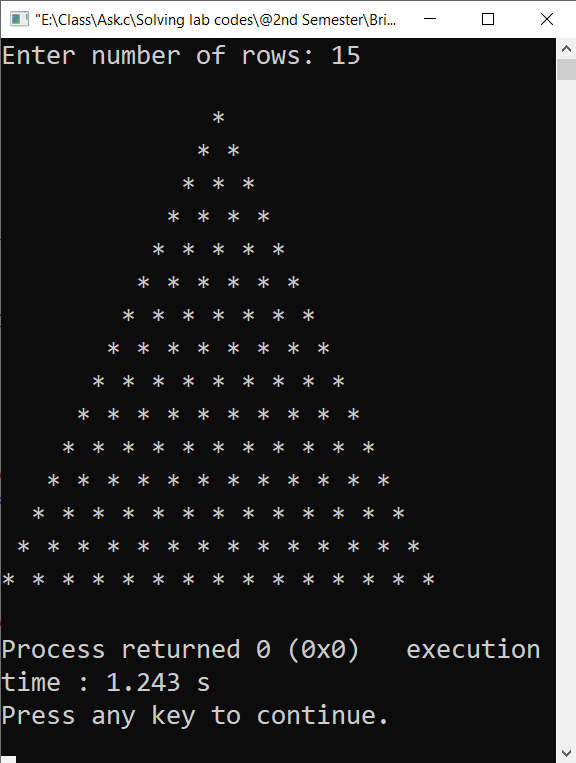 "E:\Class\Ask.c\Solving lab codes\@2nd Semester\Bri...
Enter number of rows: 15
*
* *
* * *
* * * *
* * * * *
* * * * * *
* * * * * * *
* * * * * * * *
* * * * * * * * *
* * * * * * * * * *
* * * * * * * * * * *
* * * * * * * * * * * *
* * * * * * * * * * * * *
* * * * * * * * * * * * * *
* * * * * * * * * * * * * * *
Process returned 0 (0x0)   execution
time : 1.243 s
Press any key to continue.